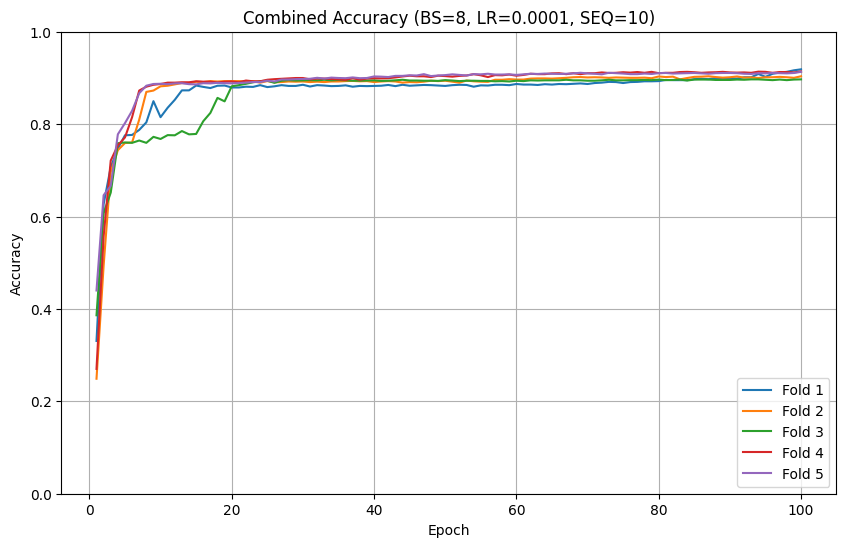 Combined Accuracy (BS=8, LR=0.0001, SEQ=10)
1.0
0.8
0.6
0.4
0.2
0.0
Accuracy
0 20 40 60 80 100
Epoch
Fold 1
Fold 2
Fold 3
Fold 4
Fold 5